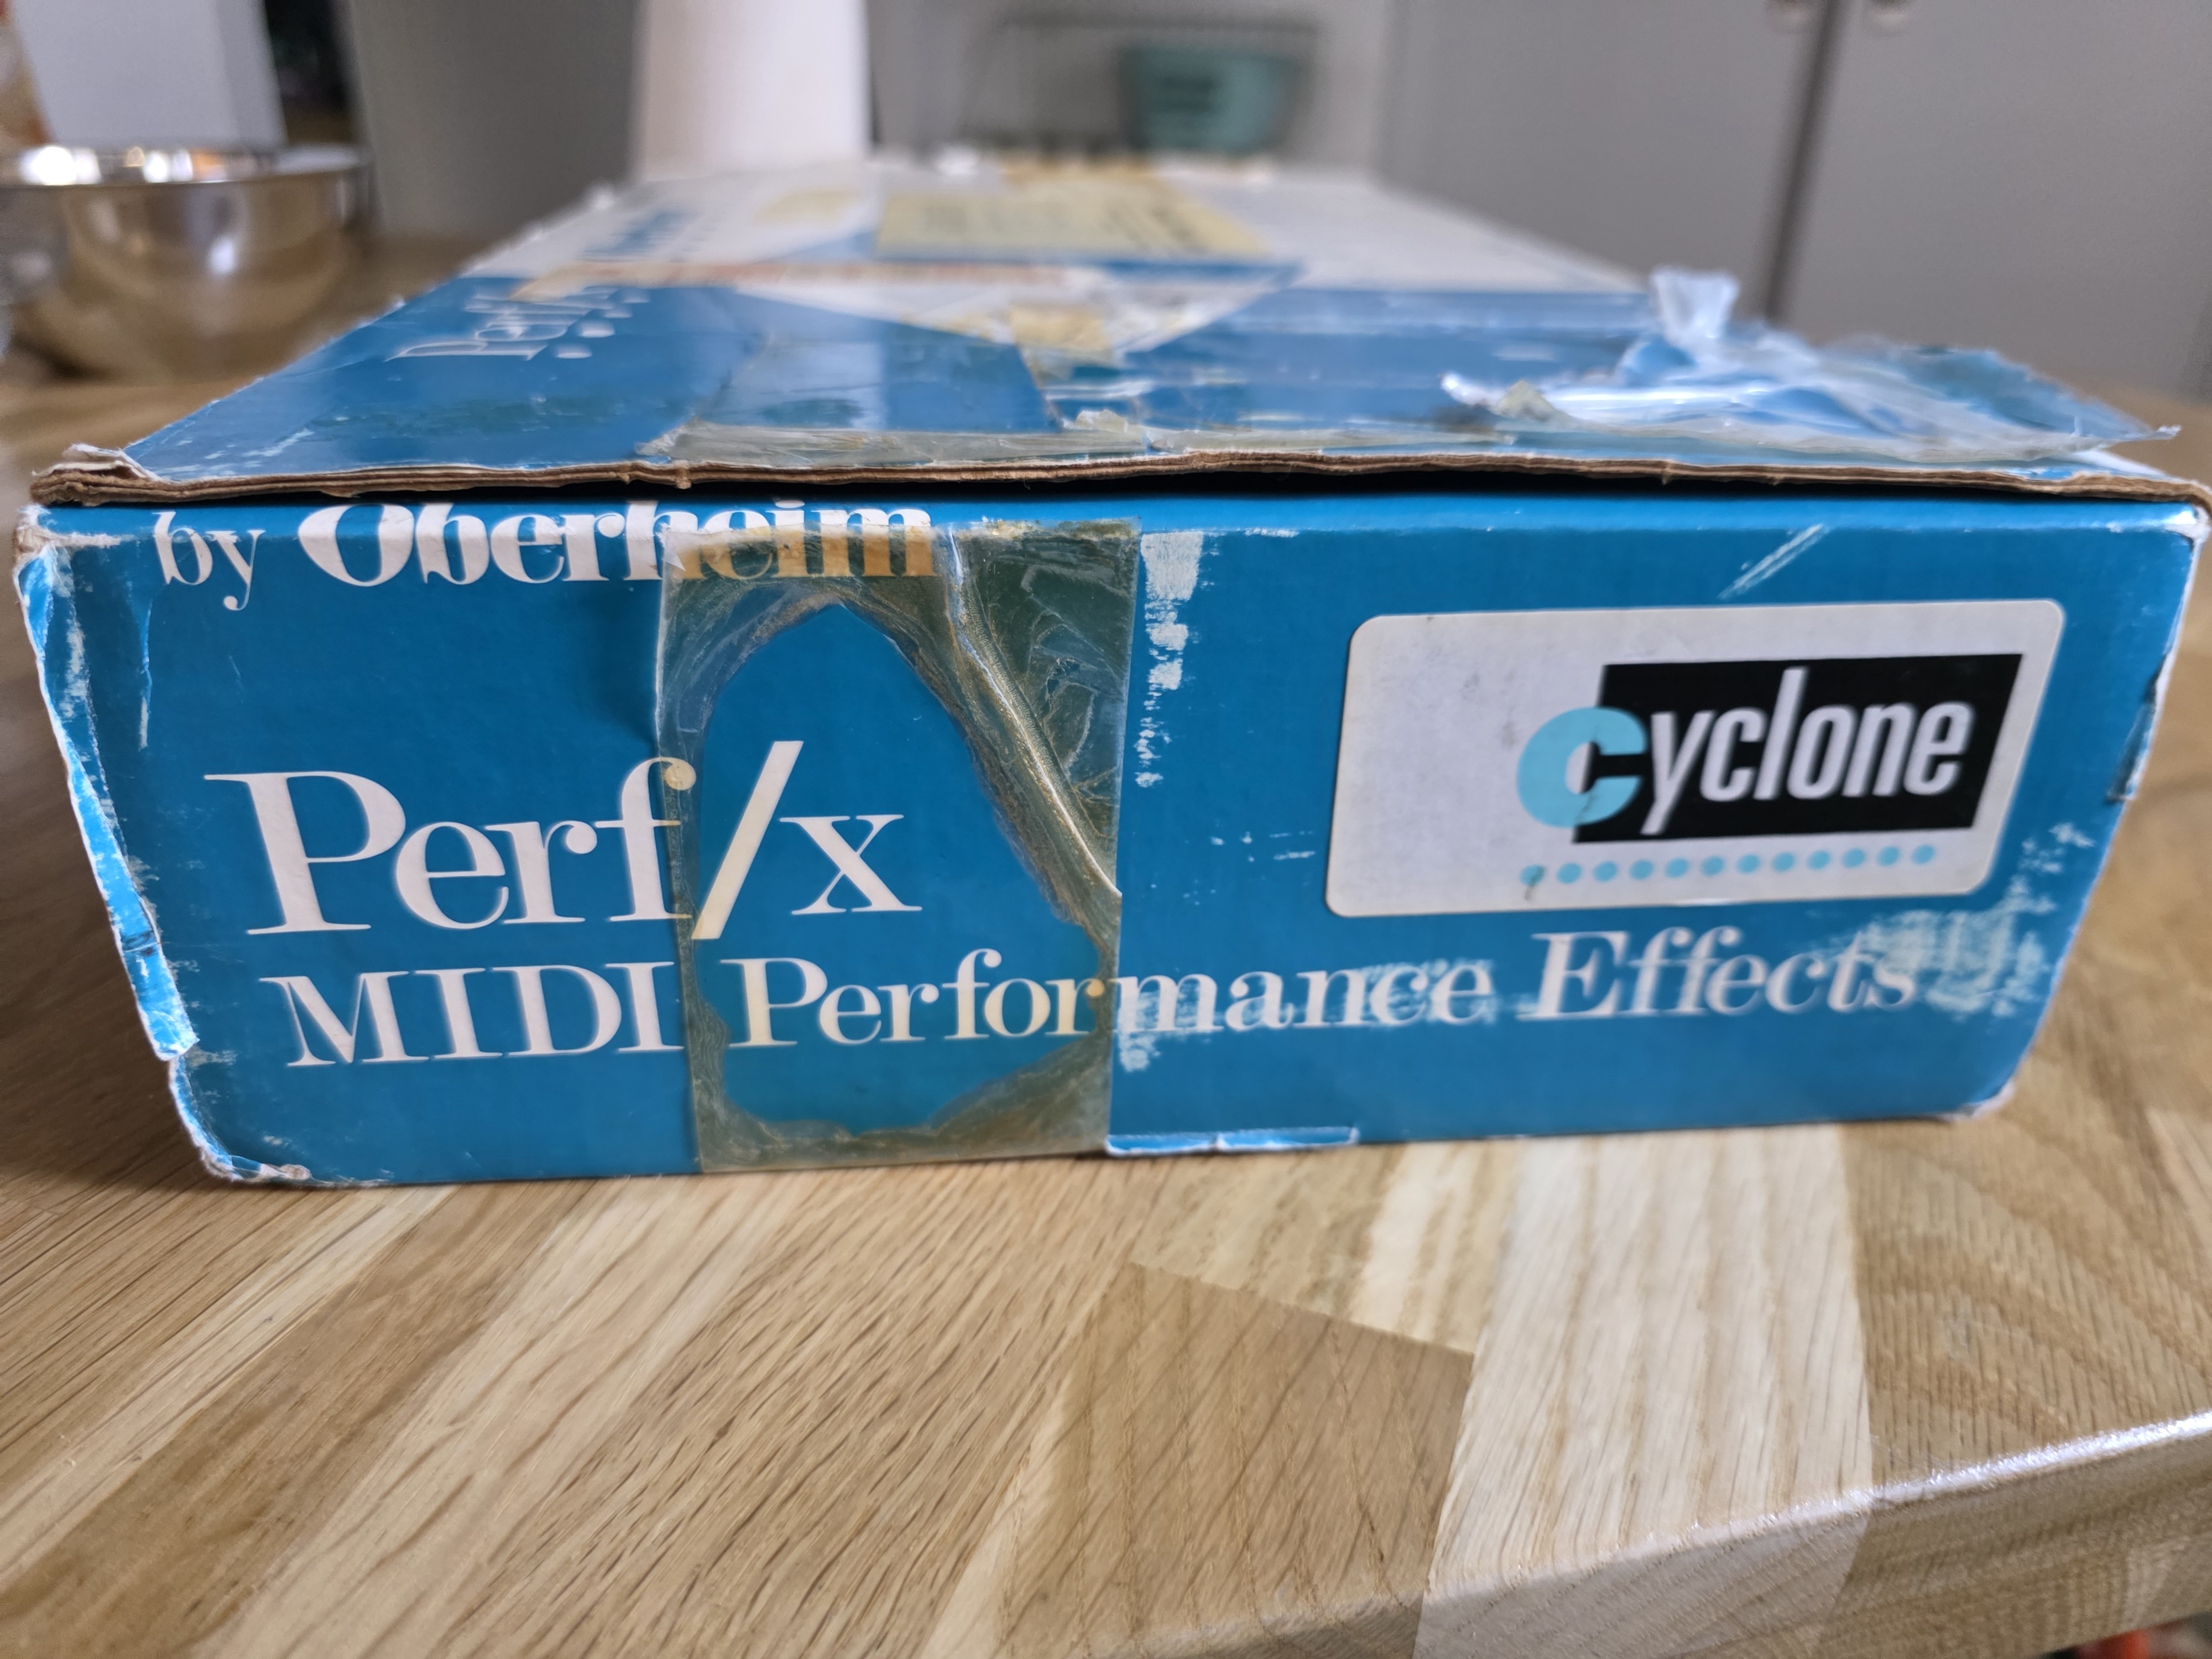 by Oberheim
Perf/x
cyclone
MIDI Performance Effects